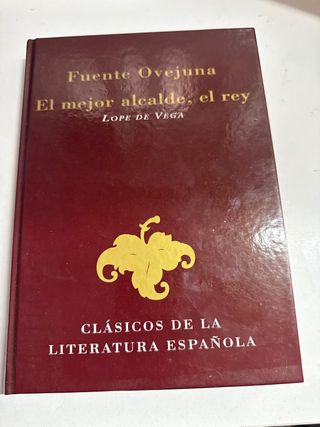 Fuente Ovejuna
El mejor alcalde, el rey
LOPE DE VEGA
CLÁSICOS DE LA
LITERATURA ESPAÑOLA